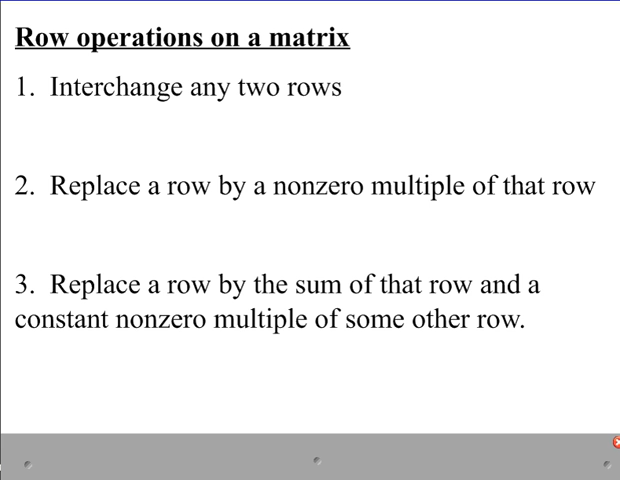 Row operations on a matrix
1. Interchange any two rows
2. Replace a row by a nonzero multiple of that row
3. Replace a row by the sum of that row and a
constant nonzero multiple of some other row.